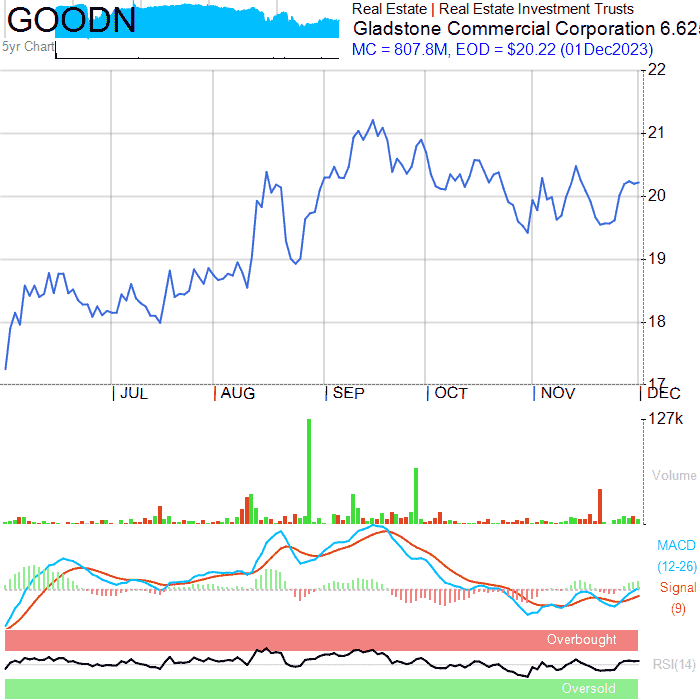 GOODN
Real Estate | Real Estate Investment Trusts
Gladstone Commercial Corporation 6.62
5yr Chart
MC = 807.8M, EOD = $20.22 (01Dec2023)
22
21
20
19
18
17
JUL AUG SEP OCT NOV DEC
127k
Volume
MACD
(12-26)
Signal
(9)
Overbought
RSI(14)
Oversold